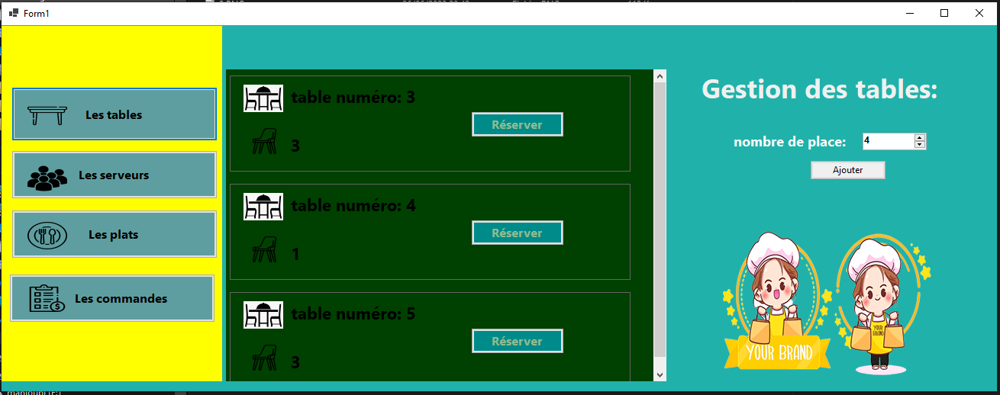 Form1
Les tables
Les serveurs
Les plats
Les commandes
table numéro: 3
3
Réserver
table numéro: 4
1
Réserver
table numéro: 5
3
Réserver
Gestion des tables:
nombre de place: 4
Ajouter
YOUR BRAND
YOUR
BRAND